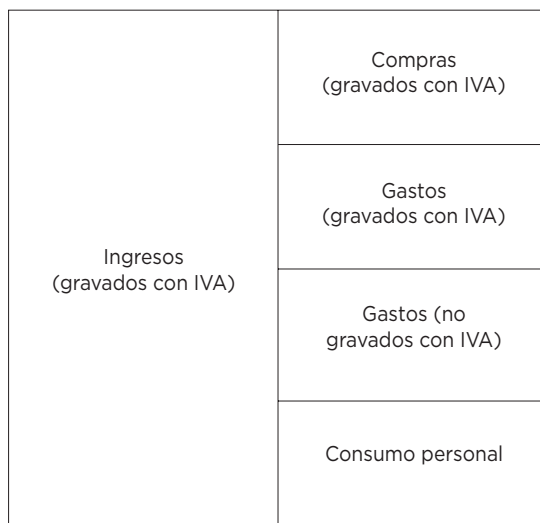 Ingresos
(gravados con IVA)
Compras
(gravados con IVA)
Gastos
(gravados con IVA)
Gastos (no
gravados con IVA)
Consumo personal